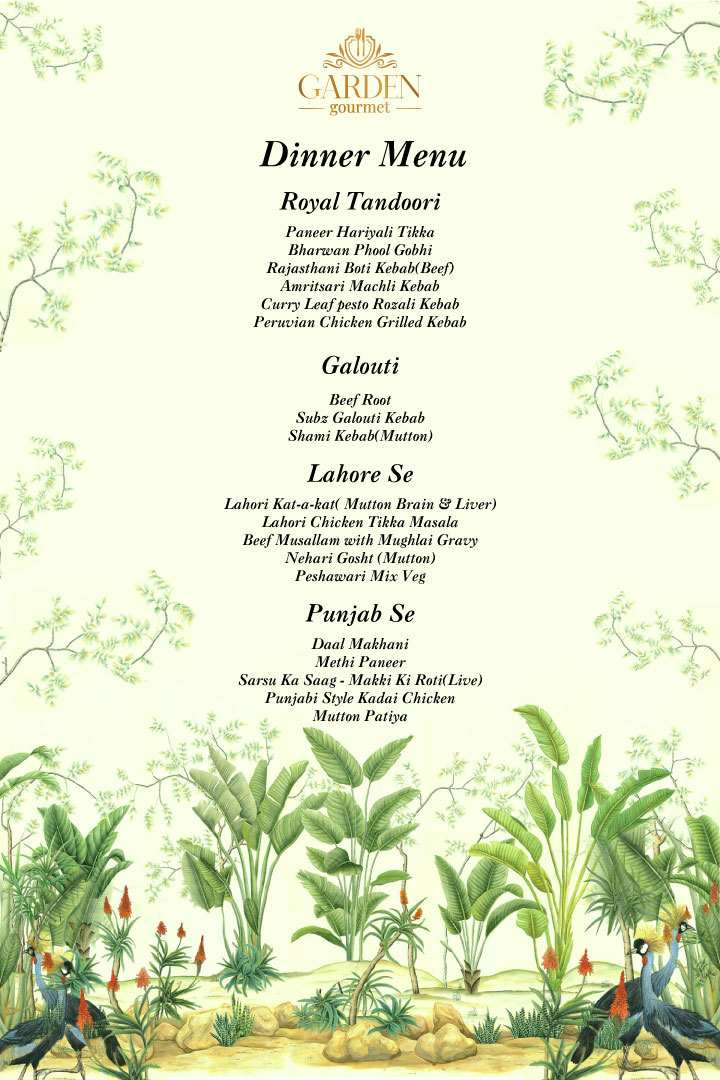 GARDEN
gourmet
Dinner Menu
Royal Tandoori
Paneer Hariyali Tikka
Bharwan Phool Gobhi
Rajasthani Boti Kebab(Beef)
Amritsari Machli Kebab
Curry Leaf pesto Rozali Kebab
Peruvian Chicken Grilled Kebab
Galouti
Beef Root
Subz Galouti Kebab
Shami Kebab(Mutton)
Lahore Se
Lahori Kat-a-kat( Mutton Brain & Liver)
Lahori Chicken Tikka Masala
Beef Musallam with Mughlai Gravy
Nehari Gosht (Mutton)
Peshawari Mix Veg
Punjab Se
Daal Makhani
Methi Paneer
Sarsu Ka Saag - Makki Ki Roti(Live)
Punjabi Style Kadai Chicken
Mutton Patiya